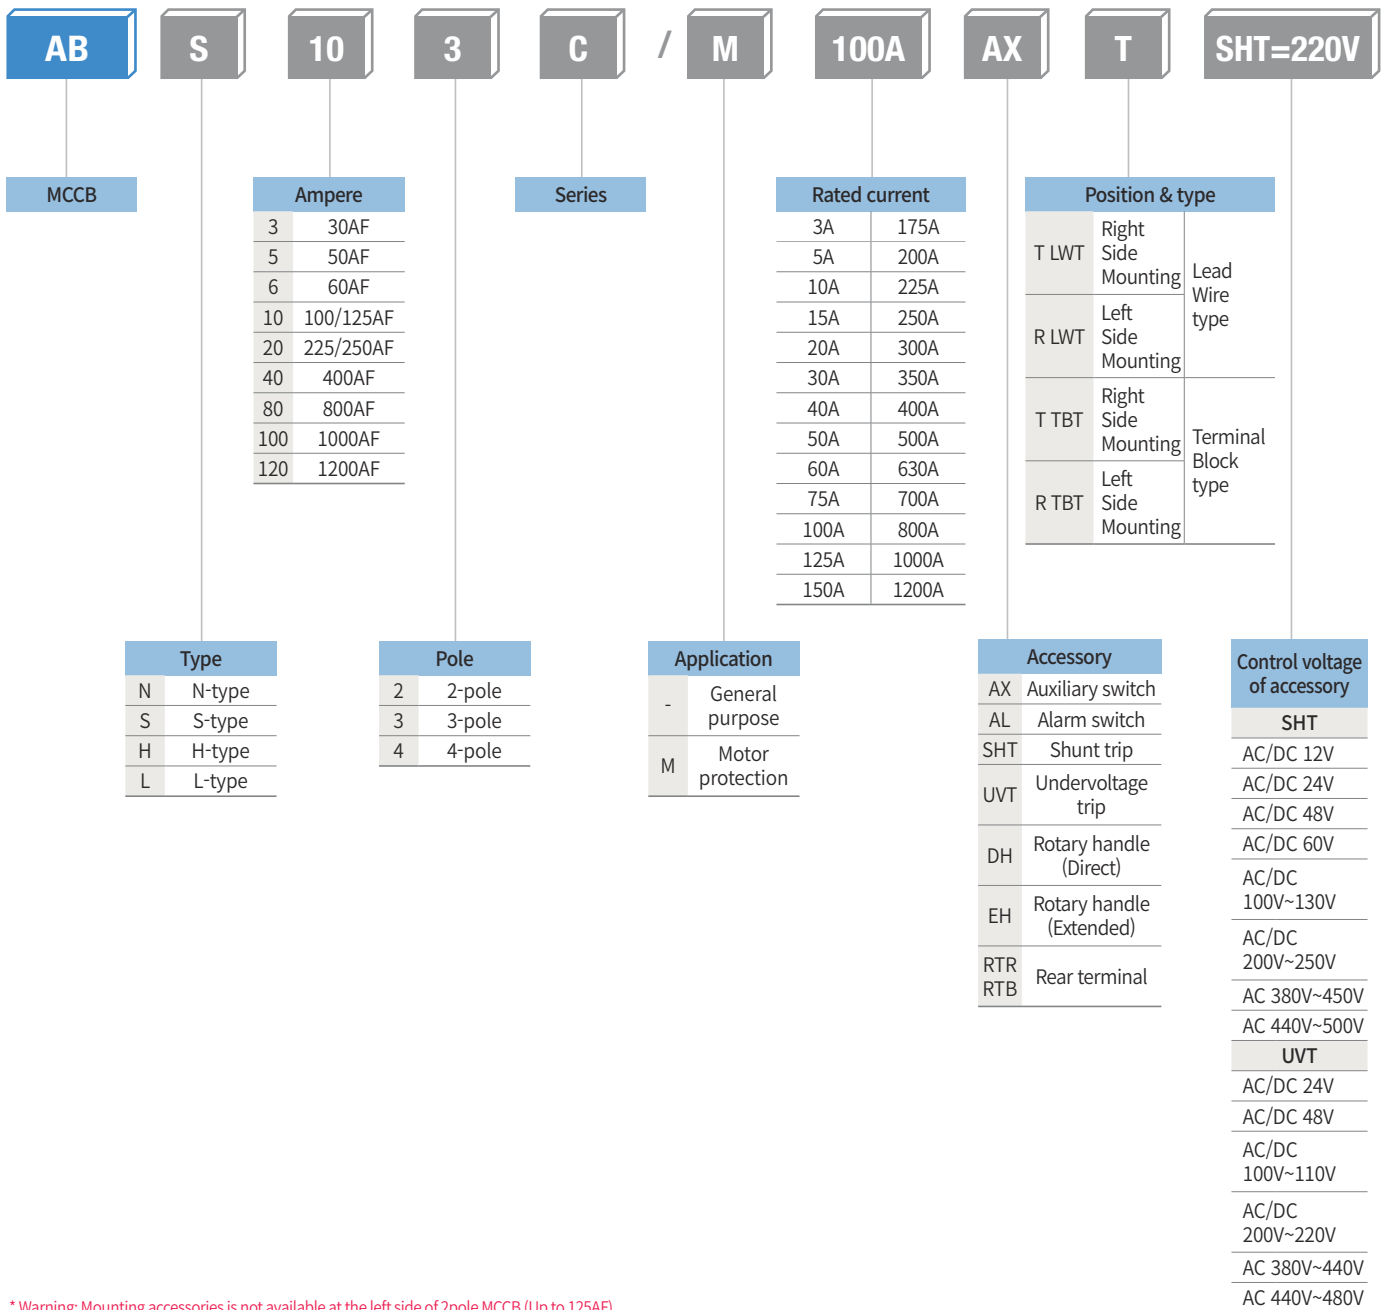 AB S 10 3 C / M 100A AX T SHT=220V
MCCB
Ampere
3 30AF
5 50AF
6 60AF
10 100/125AF
20 225/250AF
40 400AF
80 800AF
100 1000AF
120 1200AF
Series
Rated current
3A 175A
5A 200A
10A 225A
15A 250A
20A 300A
30A 350A
40A 400A
50A 500A
60A 630A
75A 700A
100A 800A
125A 1000A
150A 1200A
Position & type
T LWT
Right
Side
Mounting
R LWT
Left
Side
Mounting
Lead
Wire
type
T TBT
Right
Side
Mounting
R TBT
Left
Side
Mounting
Terminal
Block
type
Type
N N-type
S S-type
H H-type
L L-type
Pole
2 2-pole
3 3-pole
4 4-pole
Application
-
General
purpose
M
Motor
protection
Accessory
AX Auxiliary switch
AL Alarm switch
SHT Shunt trip
UVT
Undervoltage
trip
DH
Rotary handle
(Direct)
EH
Rotary handle
(Extended)
RTR
RTB
Rear terminal
Control voltage
of accessory
SHT
AC/DC 12V
AC/DC 24V
AC/DC 48V
AC/DC 60V
AC/DC
100V~130V
AC/DC
200V~250V
AC 380V~450V
AC 440V~500V
UVT
AC/DC 24V
AC/DC 48V
AC/DC
100V~110V
AC/DC
200V~220V
AC 380V~440V
AC 440V~480V
* Warning: Mounting accessories is not available at the left side of 2pole MCCB (Up to 125AF)